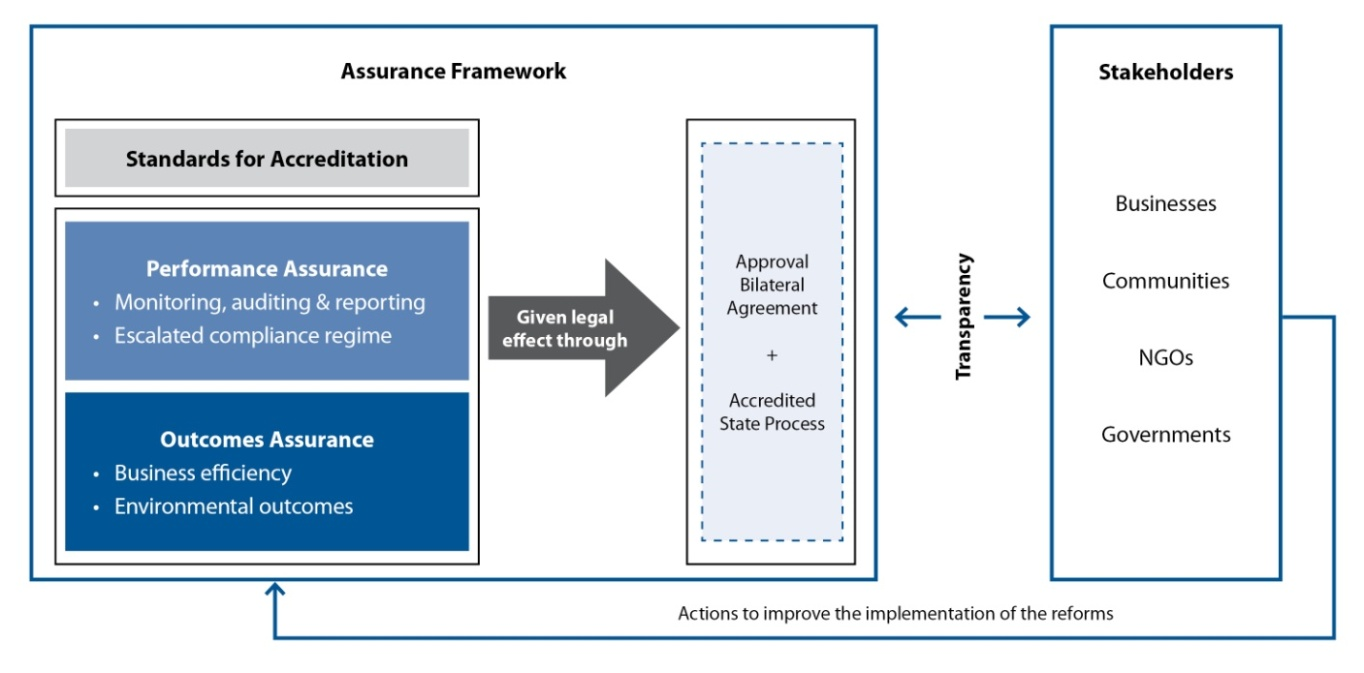 Assurance Framework
Standards for Accreditation
Performance Assurance
• Monitoring, auditing & reporting
• Escalated compliance regime
Outcomes Assurance
• Business efficiency
• Environmental outcomes
Given legal
effect through
Approval
Bilateral
Agreement
+
Accredited
State Process
Transparency
Stakeholders
Businesses
Communities
NGOs
Governments
Actions to improve the implementation of the reforms